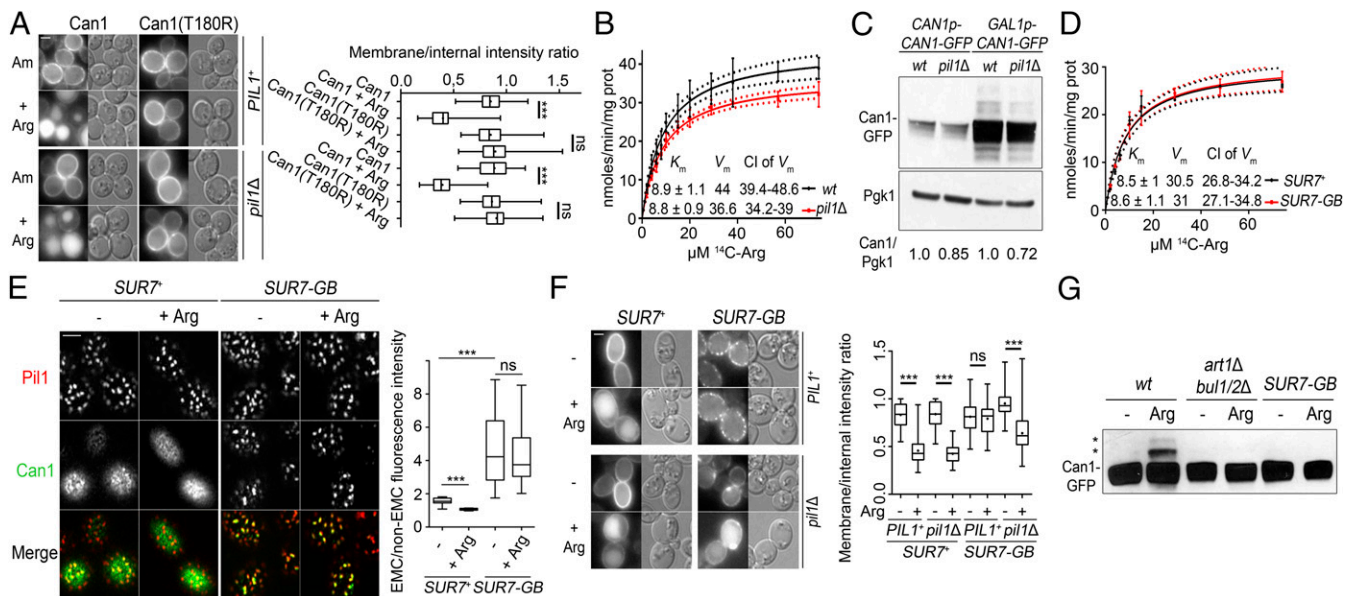 A
Can1 Can1(T180R)
Am
+
Arg
Am
+
Arg
PIL1+
pil1Δ
Membrane/internal intensity ratio
0 0.5 1.0 1.5
Can1
Can1 + Arg
Can1(T180R)
Can1(T180R) + Arg
Can1
Can1 + Arg
Can1(T180R)
Can1(T180R) + Arg
***
ns
***
ns
B
nmoles/min/mg prot
40
30
20
10
0
0 20 40 60
µM 14C-Arg
Km Vm CI of Vm
8.9 ± 1.1 44 39.4-48.6 wt
8.8 ± 0.9 36.6 34.2-39 pil1Δ
C
CAN1p- GAL1p-
CAN1-GFP CAN1-GFP
wt pil1Δ wt pil1Δ
Can1-
GFP
Pgk1
Can1/
Pgk1
1.0 0.85 1.0 0.72
D
nmoles/min/mg prot
30
20
10
0
0 20 40 60
µM 14C-Arg
Km Vm CI of Vm
8.5 ± 1 30.5 26.8-34.2 SUR7+
8.6 ± 1.1 31 27.1-34.8 SUR7-GB
E
SUR7+ SUR7-GB
- + Arg - + Arg
Pil1
Can1
Merge
EMC/non-EMC fluorescence intensity
10
8
6
4
2
0
***
***
ns
- + Arg - + Arg
SUR7+ SUR7-GB
F
SUR7+ SUR7-GB
-
+
Arg
-
+
Arg
PIL1+
pil1Δ
Membrane/internal intensity ratio
1.5
1.0
0.5
0.0
*** *** ns ***
Arg - + - + - + - +
PIL1+ pil1Δ PIL1+ pil1Δ
SUR7+ SUR7-GB
G
art1Δ
wt bul1/2Δ SUR7-GB
- Arg - Arg - Arg
*
*
Can1-
GFP